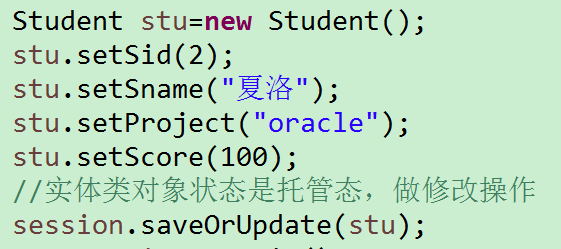 Student stu=new Student();
stu.setSid(2);
stu.setSname("夏洛");
stu.setProject("oracle");
stu.setScore(100);
//实体类对象状态是托管态，做修改操作
session.saveOrUpdate(stu);